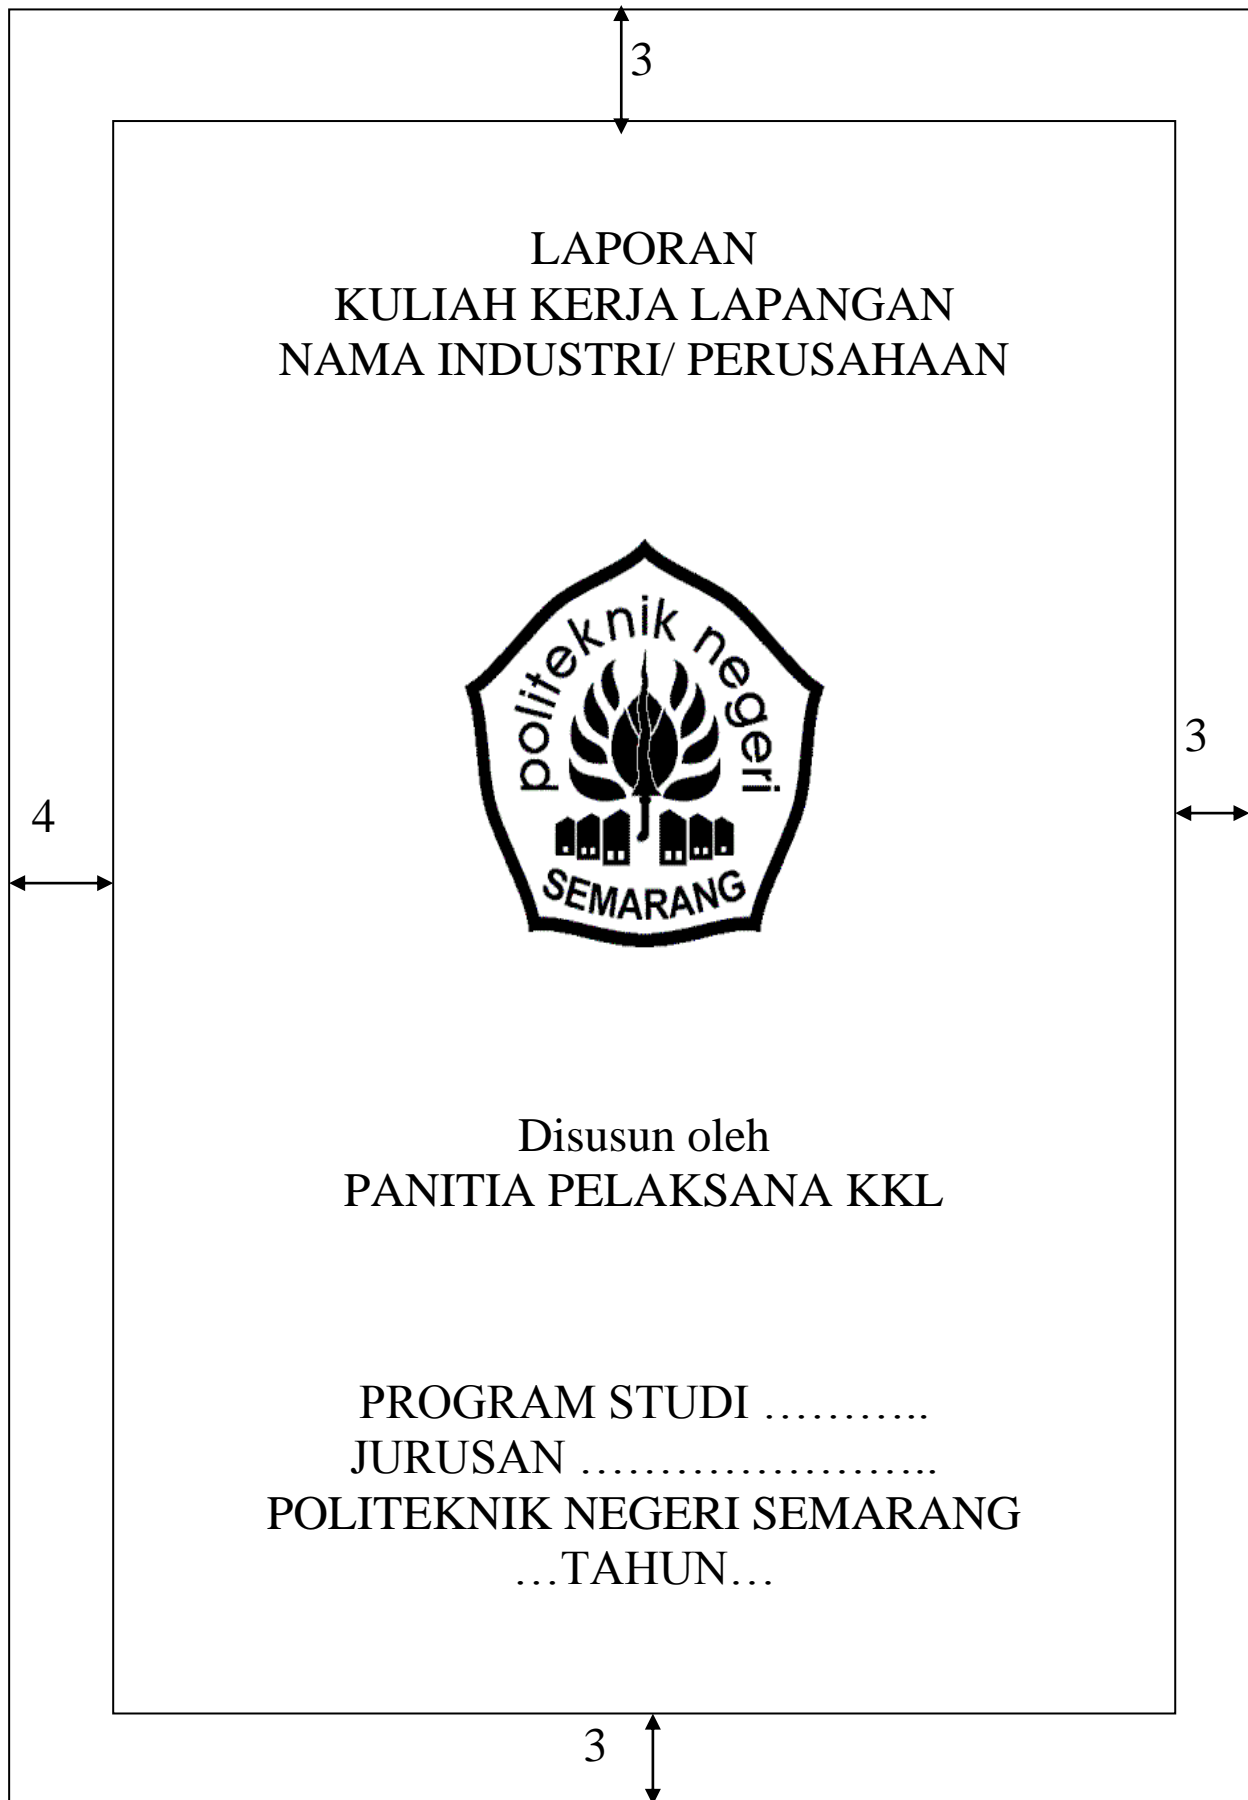 3
LAPORAN
KULIAH KERJA LAPANGAN
NAMA INDUSTRI/ PERUSAHAAN
politeknik negeri
SEMARANG
3
4
Disusun oleh
PANITIA PELAKSANA KKL
PROGRAM STUDI ………..
JURUSAN …………………..
POLITEKNIK NEGERI SEMARANG
…TAHUN…
3